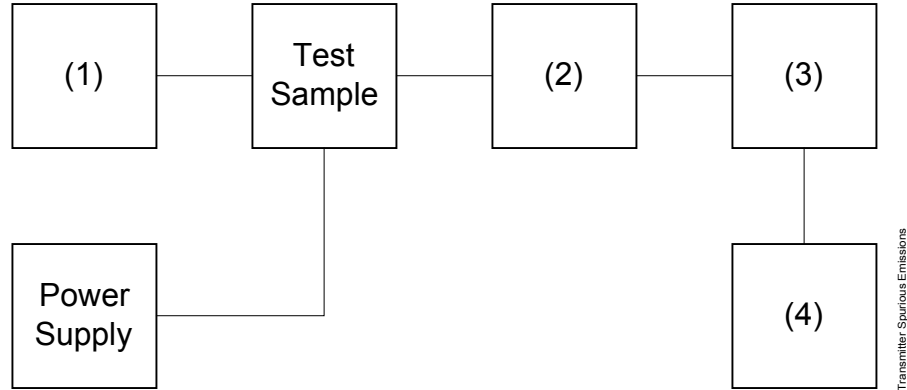 (1)
Test
Sample
(2)
(3)
Power
Supply
(4)
Transmitter Spurious Emissions